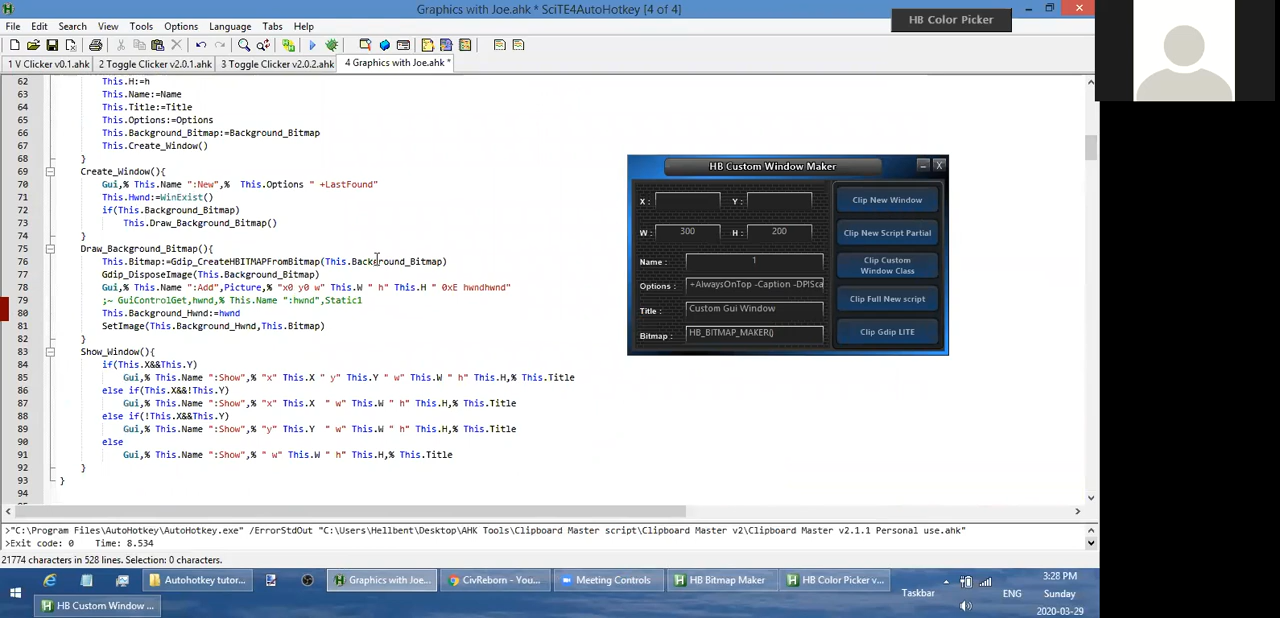 Graphics with Joe.ahk * SciTE4AutoHotkey [4 of 4]
HB Color Picker
File Edit Search View Tools Options Language Tabs Help
1 V Clicker v0.1.ahk 2 Toggle Clicker v2.0.1.ahk 3 Toggle Clicker v2.0.2.ahk 4 Graphics with Joe.ahk *
62 This.H:=h
63 This.Name:=Name
64 This.Title:=Title
65 This.Options:=Options
66 This.Background_Bitmap:=Background_Bitmap
67 This.Create_Window()
68 }
69 Create_Window(){
70 Gui,% This.Name ":New",% This.Options " +LastFound"
71 This.Hwnd:=WinExist()
72 if(This.Background_Bitmap)
73 This.Draw_Background_Bitmap()
74 }
75 Draw_Background_Bitmap(){
76 This.Bitmap:=Gdip_CreateHBITMAPFromBitmap(This.Background_Bitmap)
77 Gdip_DisposeImage(This.Background_Bitmap)
78 Gui,% This.Name ":Add",Picture,% "x0 y0 w" This.W " h" This.H " 0xE hwndhwnd"
79 ;~ GuiControlGet,hwnd,% This.Name ":hwnd",Static1
80 This.Background_Hwnd:=hwnd
81 SetImage(This.Background_Hwnd,This.Bitmap)
82 }
83 Show_Window(){
84 if(This.X&&This.Y)
85 Gui,% This.Name ":Show",% "x" This.X " y" This.Y " w" This.W " h" This.H,% This.Title
86 else if(This.X&&!This.Y)
87 Gui,% This.Name ":Show",% "x" This.X " w" This.W " h" This.H,% This.Title
88 else if(!This.X&&This.Y)
89 Gui,% This.Name ":Show",% "y" This.Y " w" This.W " h" This.H,% This.Title
90 else
91 Gui,% This.Name ":Show",% " w" This.W " h" This.H,% This.Title
92 }
93 }
94
HB Custom Window Maker
X : Y :
W : 300 H : 200
Name : 1
Options : +AlwaysOnTop -Caption -DPISca
Title : Custom Gui Window
Bitmap : HB_BITMAP_MAKER()
Clip New Window
Clip New Script Partial
Clip Custom
Window Class
Clip Full New script
Clip Gdip LITE
>"C:\Program Files\AutoHotkey\AutoHotkey.exe" /ErrorStdOut "C:\Users\Hellbent\Desktop\AHK Tools\Clipboard Master script\Clipboard Master v2\Clipboard Master v2.1.1 Personal use.ahk"
>Exit code: 0 Time: 8.534
21774 characters in 528 lines. Selection: 0 characters.
Autohotkey tutor... Graphics with Joe.a... CivReborn - You... Meeting Controls HB Bitmap Maker HB Color Picker v...
HB Custom Window ...
Taskbar
ENG
3:28 PM
Sunday
2020-03-29